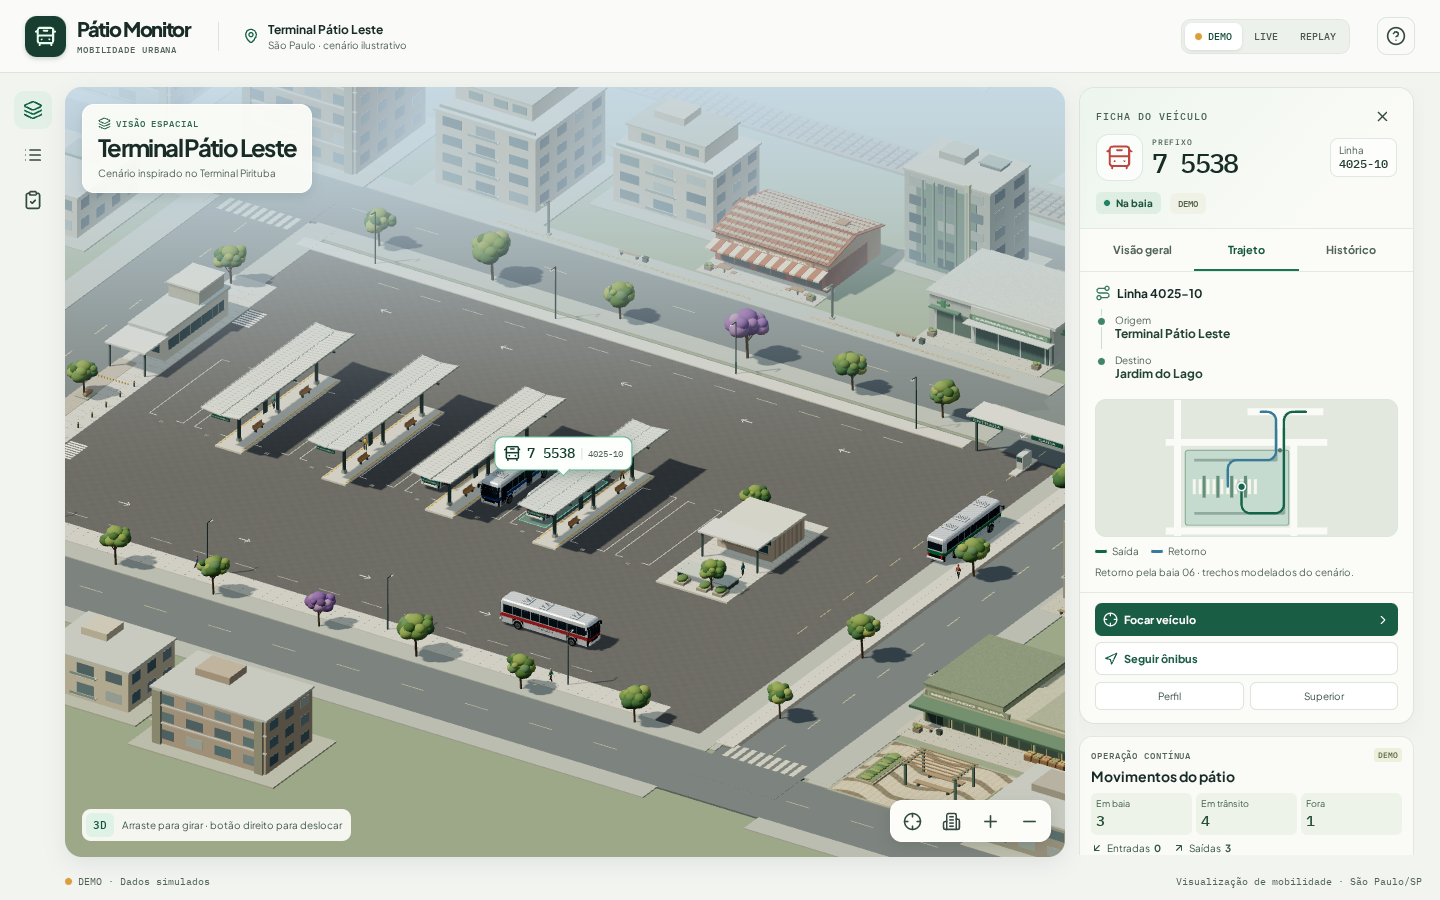 Pátio Monitor
MOBILIDADE URBANA
Terminal Pátio Leste
São Paulo · cenário ilustrativo
DEMO
LIVE
REPLAY
VISÃO ESPACIAL
Terminal Pátio Leste
Cenário inspirado no Terminal Pirituba
7 5538
4025-10
3D
Arraste para girar · botão direito para deslocar
FICHA DO VEÍCULO
PREFIXO
7 5538
Linha
4025-10
Na baia
DEMO
Visão geral
Trajeto
Histórico
Linha 4025-10
Origem
Terminal Pátio Leste
Destino
Jardim do Lago
Saída
Retorno
Retorno pela baia 06 · trechos modelados do cenário.
Focar veículo
Seguir ônibus
Perfil
Superior
OPERAÇÃO CONTÍNUA
DEMO
Movimentos do pátio
Em baia
3
Em trânsito
4
Fora
1
Entradas 0
Saídas 3
DEMO · Dados simulados
Visualização de mobilidade · São Paulo/SP